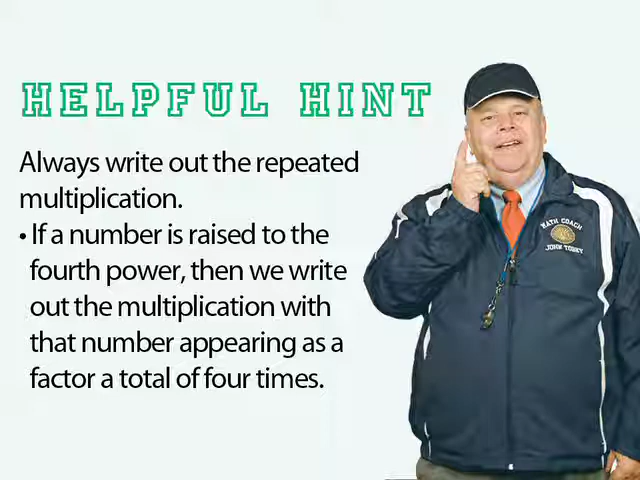 HELPFUL HINT
Always write out the repeated
multiplication.
• If a number is raised to the
fourth power, then we write
out the multiplication with
that number appearing as a
factor a total of four times.
MATH COACH
JOHN TOBEY